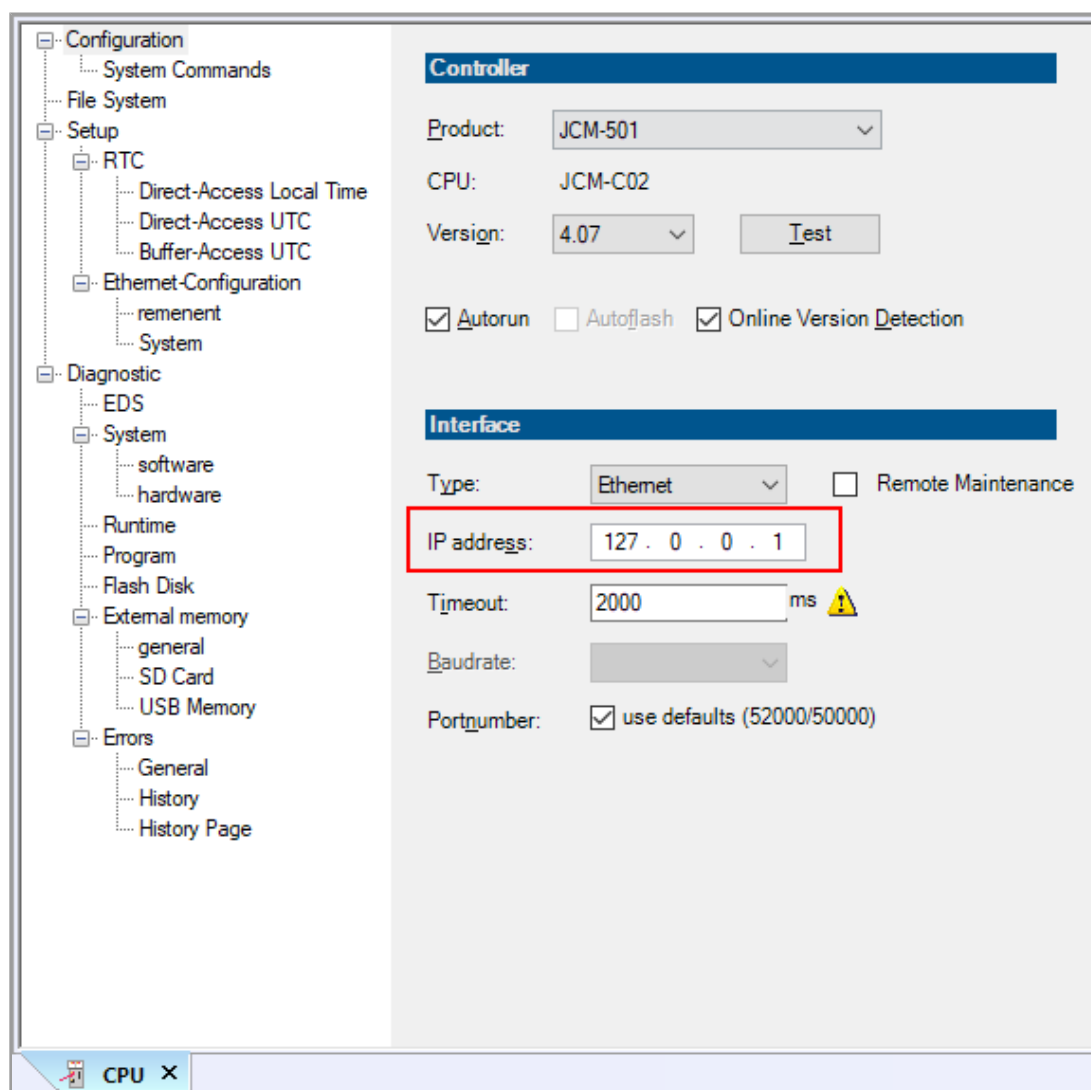 Configuration
System Commands
File System
Setup
RTC
Direct-Access Local Time
Direct-Access UTC
Buffer-Access UTC
Ethernet-Configuration
remenent
System
Diagnostic
EDS
System
software
hardware
Runtime
Program
Flash Disk
External memory
general
SD Card
USB Memory
Errors
General
History
History Page
Controller
Product: JCM-501
CPU: JCM-C02
Version: 4.07 Test
Autorun Autoflash Online Version Detection
Interface
Type: Ethernet Remote Maintenance
IP address: 127 . 0 . 0 . 1
Timeout: 2000 ms
Baudrate:
Portnumber: use defaults (52000/50000)
CPU X